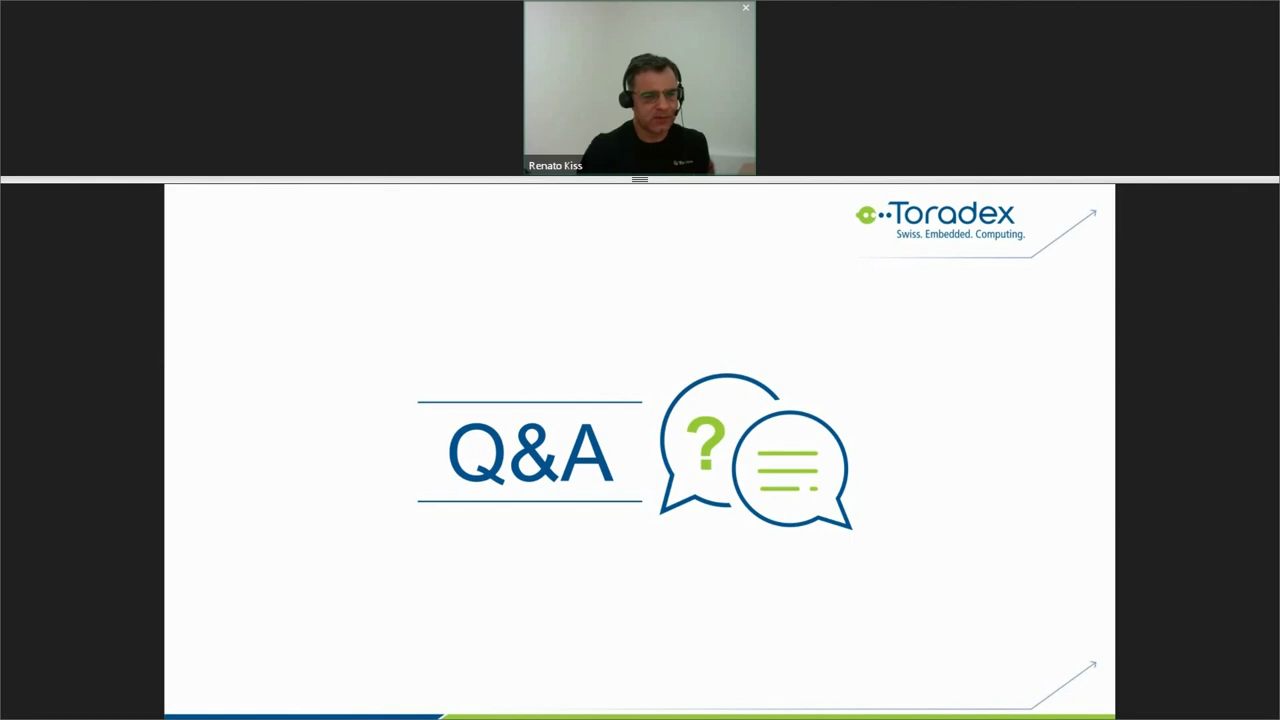 Renato Kiss
Toradex
Swiss. Embedded. Computing.
Q&A
?